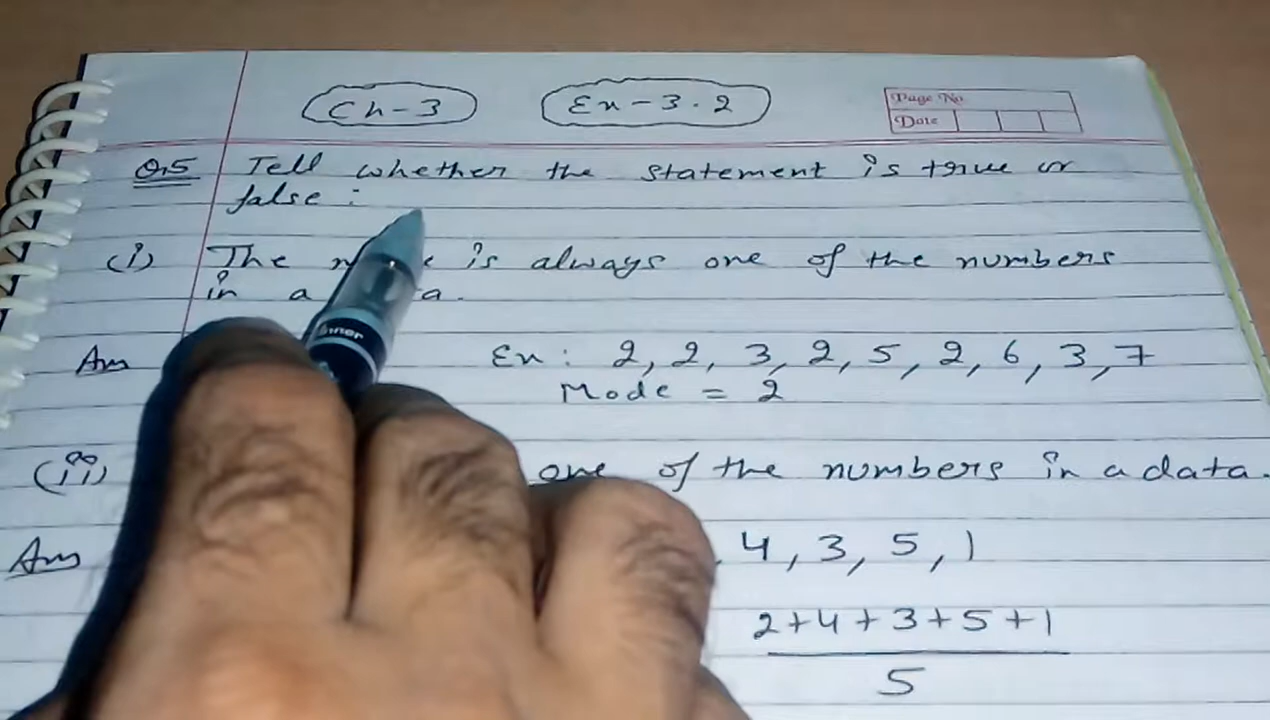 Ch-3 Ex-3.2
Page No.
Date
Q.5 Tell whether the statement is true or
false :
(i) The is always one of the numbers
in a
Ans Ex : 2, 2, 3, 2, 5, 2, 6, 3, 7
Mode = 2
(ii) one of the numbers in a data.
Ans 4, 3, 5, 1
2+4+3+5+1
5